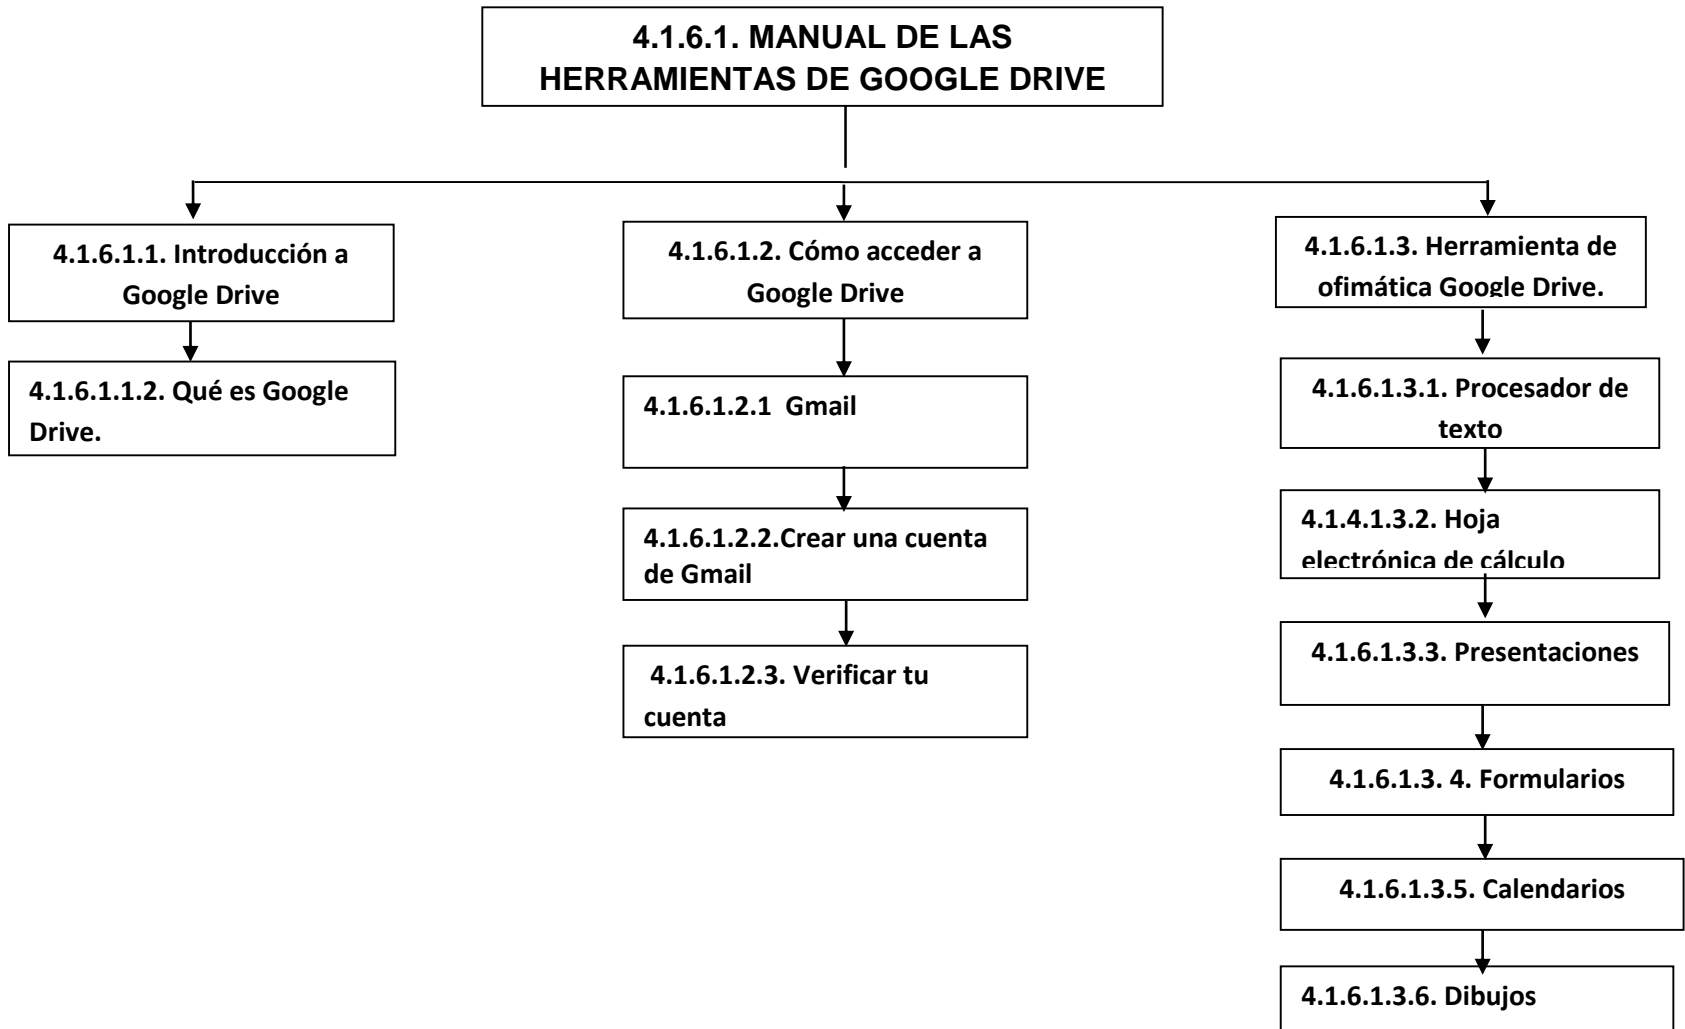 4.1.6.1. MANUAL DE LAS
HERRAMIENTAS DE GOOGLE DRIVE
4.1.6.1.1. Introducción a
Google Drive
4.1.6.1.1.2. Qué es Google
Drive.
4.1.6.1.2. Cómo acceder a
Google Drive
4.1.6.1.2.1 Gmail
4.1.6.1.2.2.Crear una cuenta
de Gmail
4.1.6.1.2.3. Verificar tu
cuenta
4.1.6.1.3. Herramienta de
ofimática Google Drive.
4.1.6.1.3.1. Procesador de
texto
4.1.4.1.3.2. Hoja
electrónica de cálculo
4.1.6.1.3.3. Presentaciones
4.1.6.1.3. 4. Formularios
4.1.6.1.3.5. Calendarios
4.1.6.1.3.6. Dibujos